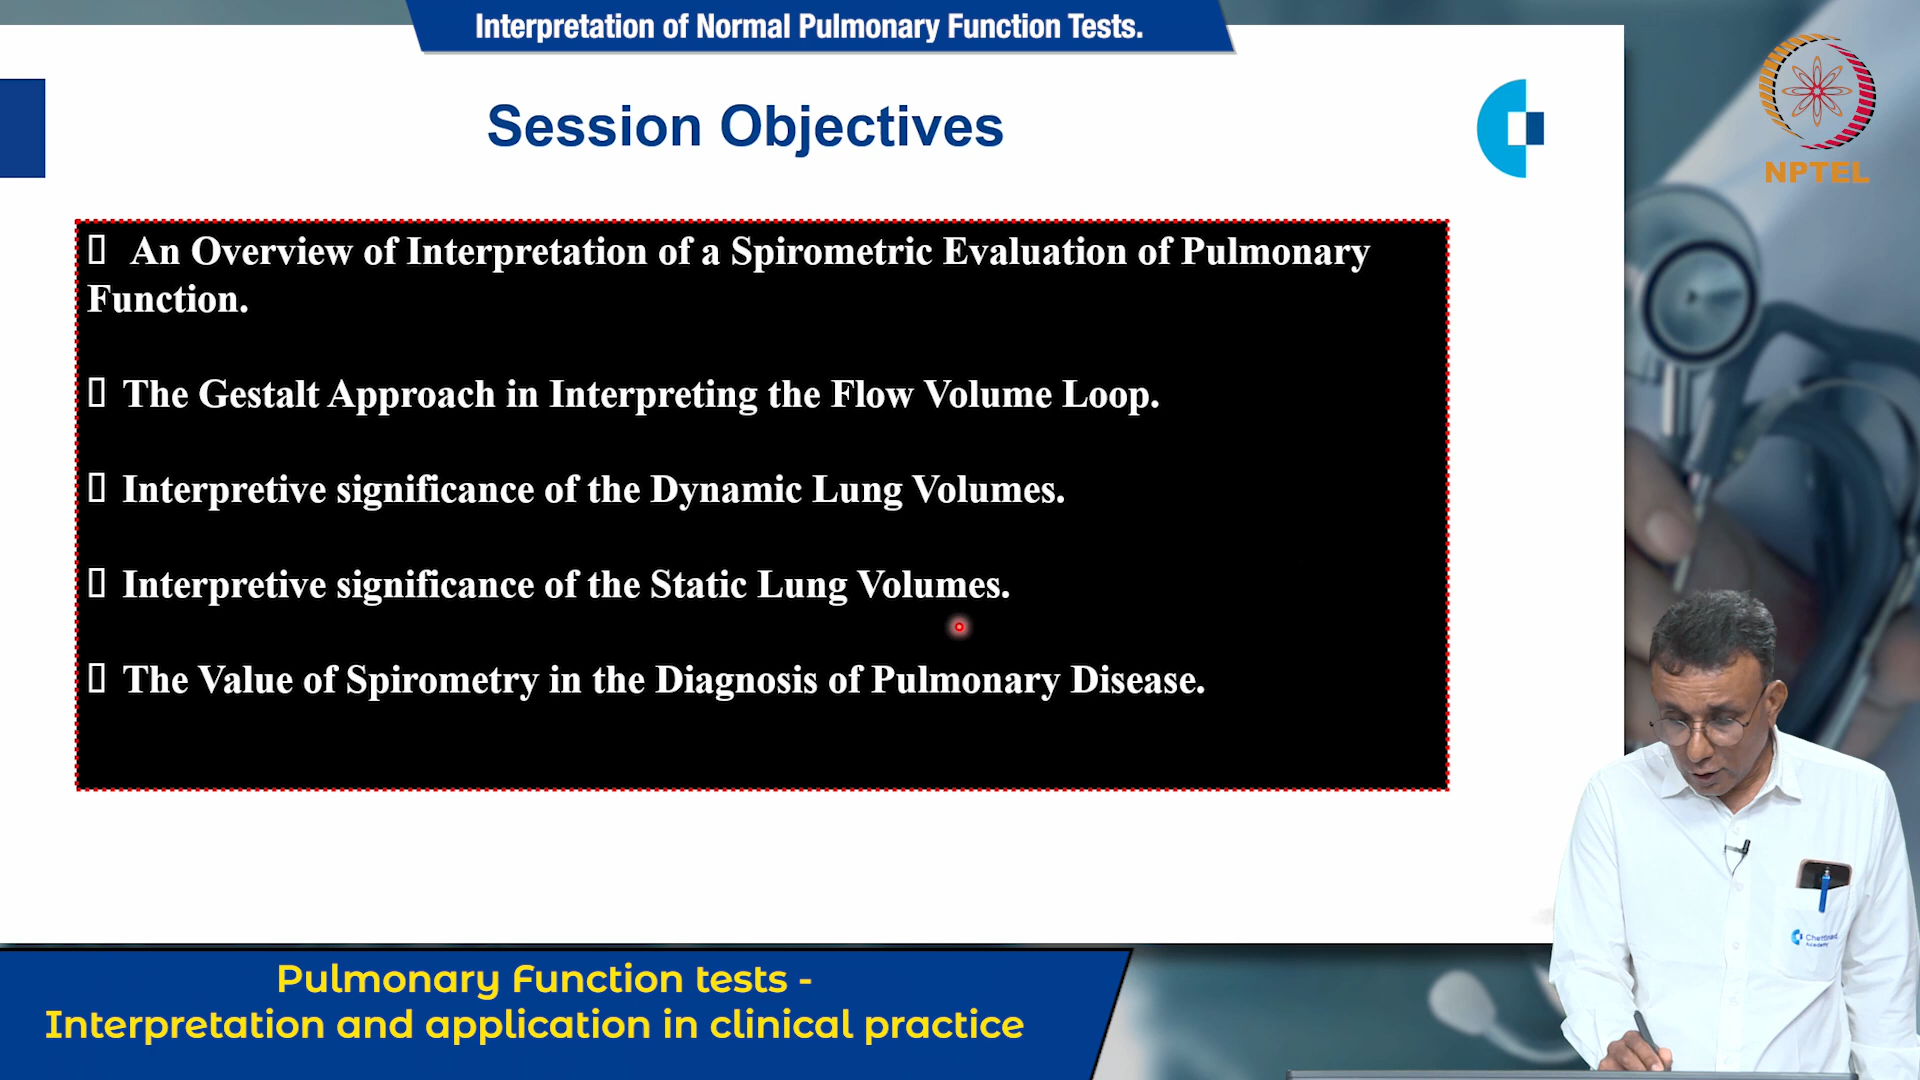 Interpretation of Normal Pulmonary Function Tests.
Session Objectives
NPTEL
An Overview of Interpretation of a Spirometric Evaluation of Pulmonary
Function.
The Gestalt Approach in Interpreting the Flow Volume Loop.
Interpretive significance of the Dynamic Lung Volumes.
Interpretive significance of the Static Lung Volumes.
The Value of Spirometry in the Diagnosis of Pulmonary Disease.
Chettinad
Academy
Pulmonary Function tests -
Interpretation and application in clinical practice